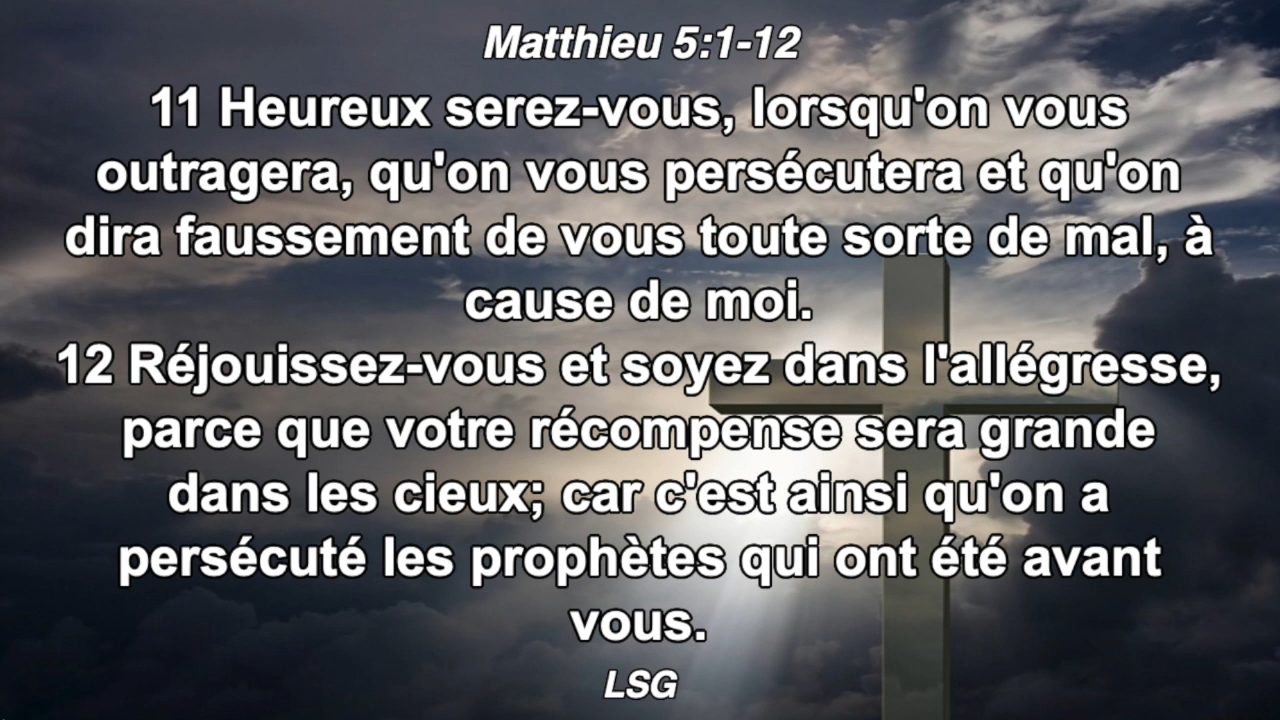 Matthieu 5:1-12
11 Heureux serez-vous, lorsqu'on vous
outragera, qu'on vous persécutera et qu'on
dira faussement de vous toute sorte de mal, à
cause de moi.
12 Réjouissez-vous et soyez dans l'allégresse,
parce que votre récompense sera grande
dans les cieux; car c'est ainsi qu'on a
persécuté les prophètes qui ont été avant
vous.
LSG